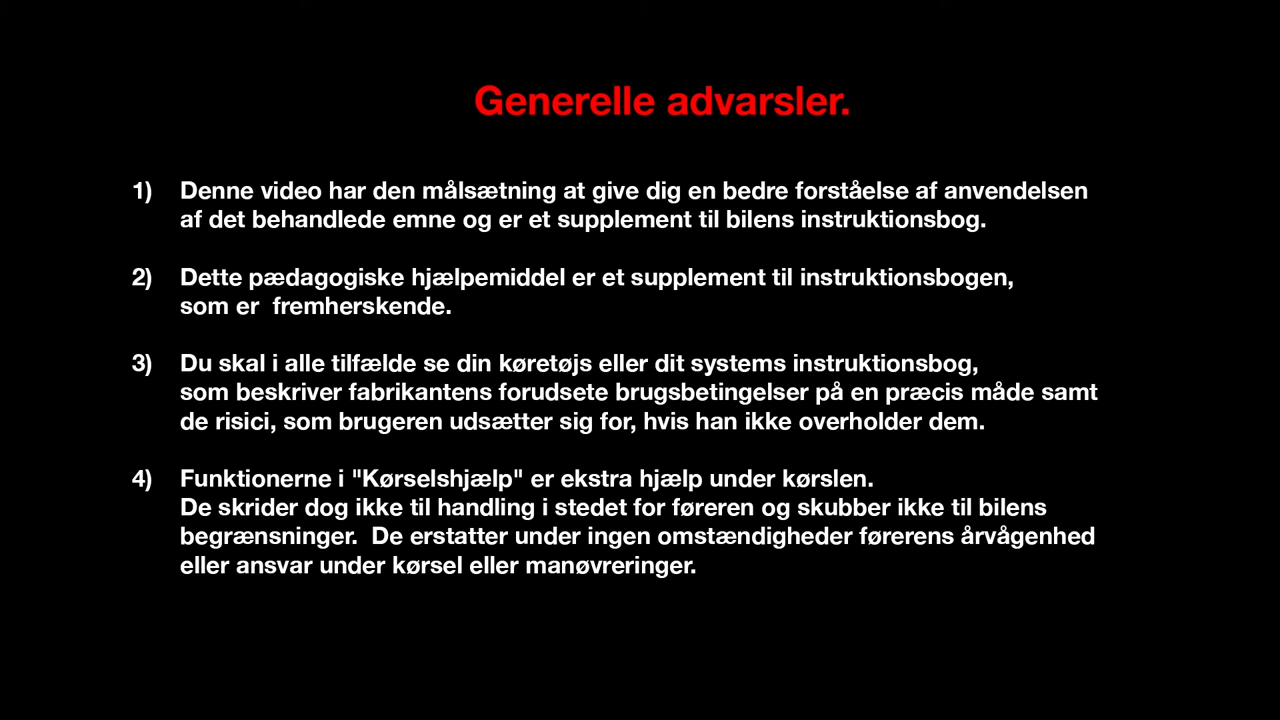 Generelle advarsler.
1) Denne video har den målsætning at give dig en bedre forståelse af anvendelsen
af det behandlede emne og er et supplement til bilens instruktionsbog.
2) Dette pædagogiske hjælpemiddel er et supplement til instruktionsbogen,
som er  fremherskende.
3) Du skal i alle tilfælde se din køretøjs eller dit systems instruktionsbog,
som beskriver fabrikantens forudsete brugsbetingelser på en præcis måde samt
de risici, som brugeren udsætter sig for, hvis han ikke overholder dem.
4) Funktionerne i "Kørselshjælp" er ekstra hjælp under kørslen.
De skrider dog ikke til handling i stedet for føreren og skubber ikke til bilens
begrænsninger.  De erstatter under ingen omstændigheder førerens årvågenhed
eller ansvar under kørsel eller manøvreringer.